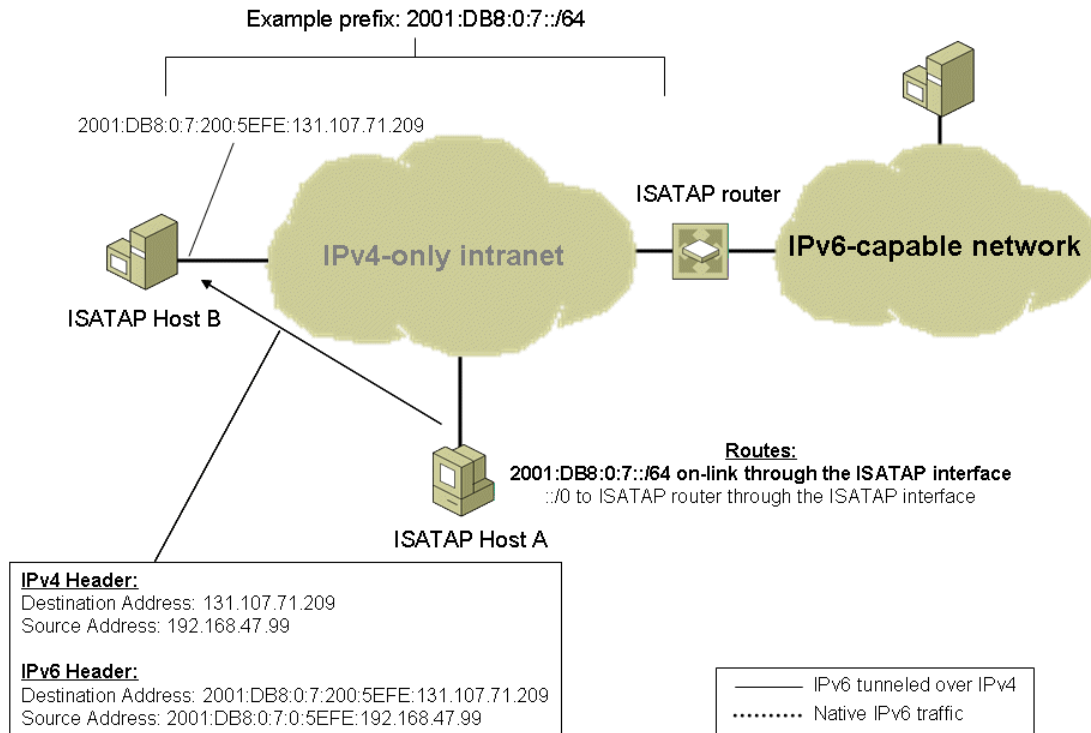 Example prefix: 2001:DB8:0:7::/64
2001:DB8:0:7:200:5EFE:131.107.71.209
ISATAP router
IPv4-only intranet
IPv6-capable network
ISATAP Host B
Routes:
2001:DB8:0:7::/64 on-link through the ISATAP interface
::/0 to ISATAP router through the ISATAP interface
ISATAP Host A
IPv4 Header:
Destination Address: 131.107.71.209
Source Address: 192.168.47.99
IPv6 Header:
Destination Address: 2001:DB8:0:7:200:5EFE:131.107.71.209
Source Address: 2001:DB8:0:7:0:5EFE:192.168.47.99
IPv6 tunneled over IPv4
Native IPv6 traffic